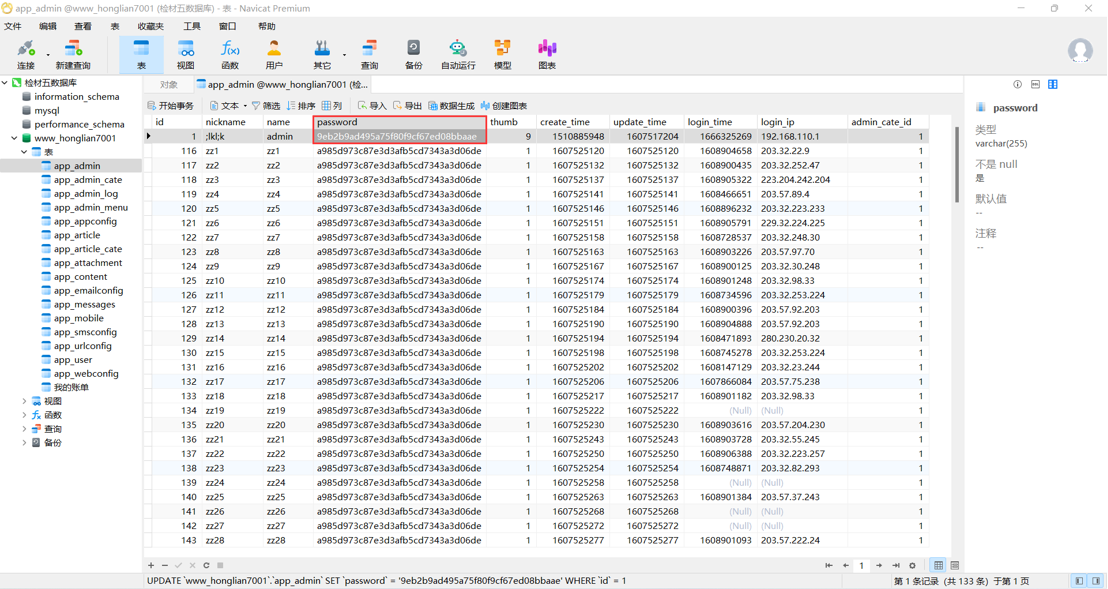 app_admin @www_honglian7001 (检材五数据库) - 表 - Navicat Premium
文件 编辑 查看 表 收藏夹 工具 窗口 帮助
连接 新建查询 表 视图 函数 用户 其它 查询 备份 自动运行 模型 图表
检材五数据库
information_schema
mysql
performance_schema
www_honglian7001
表
app_admin
app_admin_cate
app_admin_log
app_admin_menu
app_appconfig
app_article
app_article_cate
app_attachment
app_content
app_emailconfig
app_messages
app_mobile
app_smsconfig
app_urlconfig
app_user
app_webconfig
我的账单
视图
函数
查询
备份
对象 app_admin @www_honglian7001 (检...
开始事务 文本 筛选 排序 列 导入 导出 数据生成 创建图表
id nickname name password thumb create_time update_time login_time login_ip admin_cate_id
1 ;lkl;k admin 9eb2b9ad495a75f80f9cf67ed08bbaae 9 1510885948 1607517204 1666325269 192.168.110.1 1
116 zz1 zz1 a985d973c87e3d3afb5cd7343a3d06de 1 1607525120 1607525120 1608904658 203.32.22.9 1
117 zz2 zz2 a985d973c87e3d3afb5cd7343a3d06de 1 1607525132 1607525132 1608900435 203.32.252.47 1
118 zz3 zz3 a985d973c87e3d3afb5cd7343a3d06de 1 1607525137 1607525137 1608905322 223.204.242.204 1
119 zz4 zz4 a985d973c87e3d3afb5cd7343a3d06de 1 1607525141 1607525141 1608466651 203.57.89.4 1
120 zz5 zz5 a985d973c87e3d3afb5cd7343a3d06de 1 1607525146 1607525146 1608896232 203.32.223.233 1
121 zz6 zz6 a985d973c87e3d3afb5cd7343a3d06de 1 1607525151 1607525151 1608905791 229.32.224.225 1
122 zz7 zz7 a985d973c87e3d3afb5cd7343a3d06de 1 1607525158 1607525158 1608728537 203.32.248.30 1
123 zz8 zz8 a985d973c87e3d3afb5cd7343a3d06de 1 1607525163 1607525163 1608903226 203.57.97.70 1
124 zz9 zz9 a985d973c87e3d3afb5cd7343a3d06de 1 1607525167 1607525167 1608900125 203.32.30.248 1
125 zz10 zz10 a985d973c87e3d3afb5cd7343a3d06de 1 1607525174 1607525174 1608901248 203.32.98.33 1
126 zz11 zz11 a985d973c87e3d3afb5cd7343a3d06de 1 1607525179 1607525179 1608734596 203.32.253.224 1
127 zz12 zz12 a985d973c87e3d3afb5cd7343a3d06de 1 1607525184 1607525184 1608900396 203.57.92.203 1
128 zz13 zz13 a985d973c87e3d3afb5cd7343a3d06de 1 1607525190 1607525190 1608904888 203.57.92.203 1
129 zz14 zz14 a985d973c87e3d3afb5cd7343a3d06de 1 1607525194 1607525194 1608471893 280.230.20.32 1
130 zz15 zz15 a985d973c87e3d3afb5cd7343a3d06de 1 1607525198 1607525198 1608745278 203.32.253.224 1
131 zz16 zz16 a985d973c87e3d3afb5cd7343a3d06de 1 1607525202 1607525202 1608147129 203.32.23.244 1
132 zz17 zz17 a985d973c87e3d3afb5cd7343a3d06de 1 1607525206 1607525206 1607866084 203.57.75.238 1
133 zz18 zz18 a985d973c87e3d3afb5cd7343a3d06de 1 1607525217 1607525217 1608901182 203.32.98.33 1
134 zz19 zz19 a985d973c87e3d3afb5cd7343a3d06de 1 1607525222 1607525222 (Null) (Null) 1
135 zz20 zz20 a985d973c87e3d3afb5cd7343a3d06de 1 1607525230 1607525230 1608903616 203.57.204.230 1
136 zz21 zz21 a985d973c87e3d3afb5cd7343a3d06de 1 1607525243 1607525243 1608903728 203.32.55.245 1
137 zz22 zz22 a985d973c87e3d3afb5cd7343a3d06de 1 1607525250 1607525250 1608906388 203.32.223.257 1
138 zz23 zz23 a985d973c87e3d3afb5cd7343a3d06de 1 1607525254 1607525254 1608748871 203.32.82.293 1
139 zz24 zz24 a985d973c87e3d3afb5cd7343a3d06de 1 1607525258 1607525258 (Null) (Null) 1
140 zz25 zz25 a985d973c87e3d3afb5cd7343a3d06de 1 1607525263 1607525263 1608901384 203.57.37.243 1
141 zz26 zz26 a985d973c87e3d3afb5cd7343a3d06de 1 1607525268 1607525268 (Null) (Null) 1
142 zz27 zz27 a985d973c87e3d3afb5cd7343a3d06de 1 1607525272 1607525272 (Null) (Null) 1
143 zz28 zz28 a985d973c87e3d3afb5cd7343a3d06de 1 1607525277 1607525277 1608901093 203.57.222.24 1
password
类型
varchar(255)
不是 null
是
默认值
--
注释
--
1
UPDATE `www_honglian7001`.`app_admin` SET `password` = '9eb2b9ad495a75f80f9cf67ed08bbaae' WHERE `id` = 1
第 1 条记录（共 133 条）于第 1 页